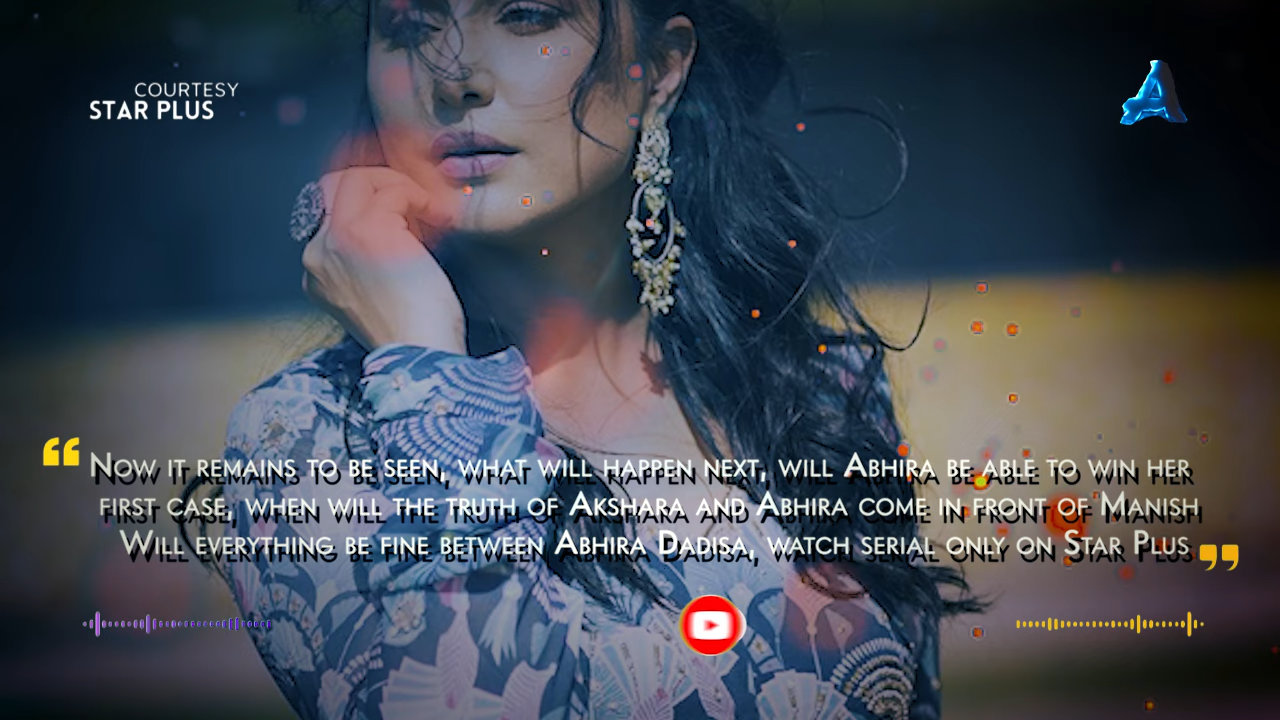 COURTESY
STAR PLUS
A
“ Now it remains to be seen, what will happen next, will Abhira be able to win her
first case, when will the truth of Akshara and Abhira come in front of Manish
Will everything be fine between Abhira Dadisa, watch serial only on Star Plus ”